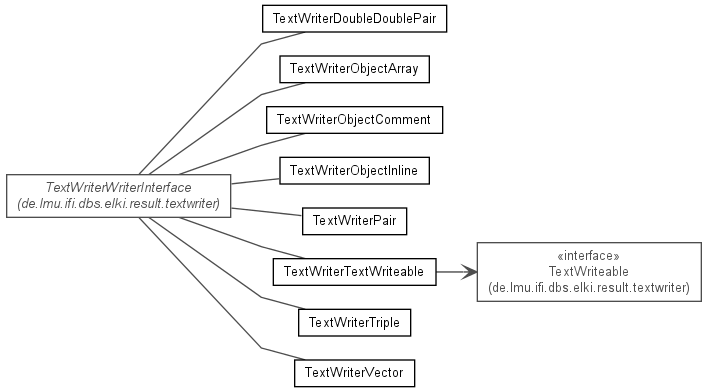 TextWriterDoubleDoublePair
TextWriterObjectArray
TextWriterObjectComment
TextWriterObjectInline
TextWriterWriterInterface
(de.lmu.ifi.dbs.elki.result.textwriter)
TextWriterPair
TextWriterTextWriteable
«interface»
TextWriteable
(de.lmu.ifi.dbs.elki.result.textwriter)
TextWriterTriple
TextWriterVector